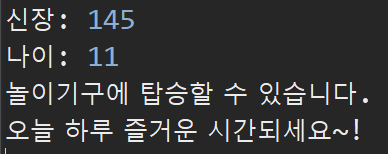 신장: 145
나이: 11
놀이기구에 탑승할 수 있습니다.
오늘 하루 즐거운 시간되세요~!